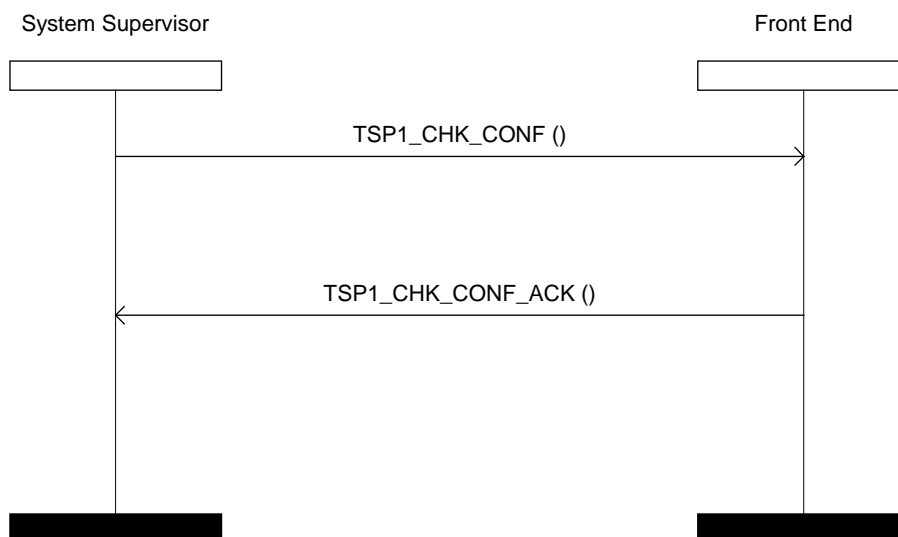 System Supervisor
Front End
TSP1_CHK_CONF ()
TSP1_CHK_CONF_ACK ()